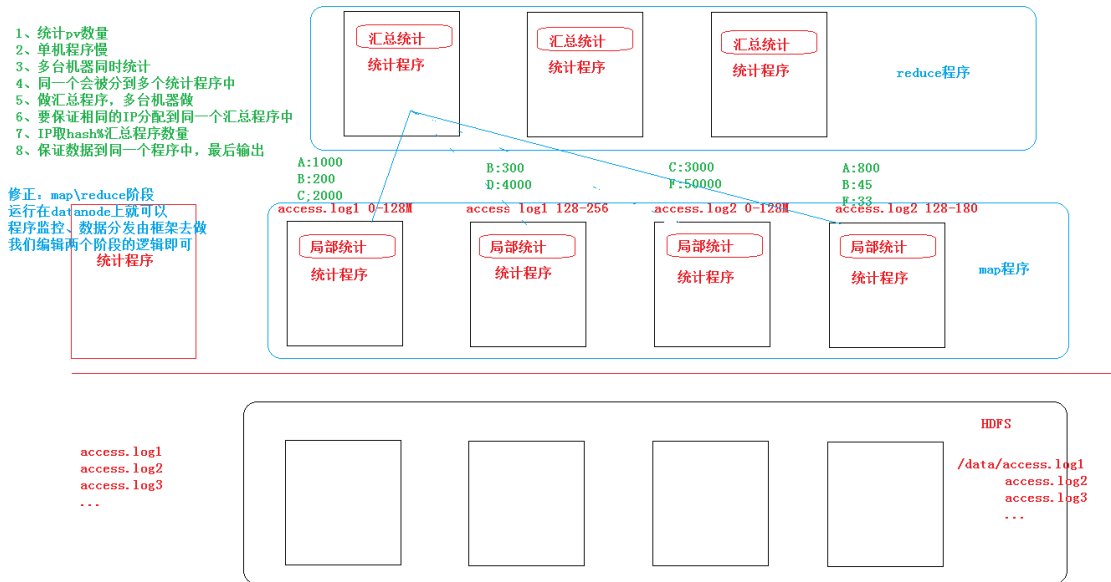 1、统计pv数量
2、单机程序慢
3、多台机器同时统计
4、同一个会被分到多个统计程序中
5、做汇总程序，多台机器做
6、要保证相同的IP分配到同一个汇总程序中
7、IP取hash%汇总程序数量
8、保证数据到同一个程序中，最后输出
汇总统计
统计程序
汇总统计
统计程序
汇总统计
统计程序
reduce程序
A:1000
B:200
C;2000
B:300
D:4000
C:3000
F:50000
A:800
B:45
F:33
修正：map\reduce阶段
运行在datanode上就可以
程序监控、数据分发由框架去做
我们编辑两个阶段的逻辑即可
统计程序
access.log1 0-128M
access log1 128-256
access.log2 0-128M
access.log2 128-180
局部统计
统计程序
局部统计
统计程序
局部统计
统计程序
局部统计
统计程序
map程序
access.log1
access.log2
access.log3
...
HDFS
/data/access.log1
access.log2
access.log3
...